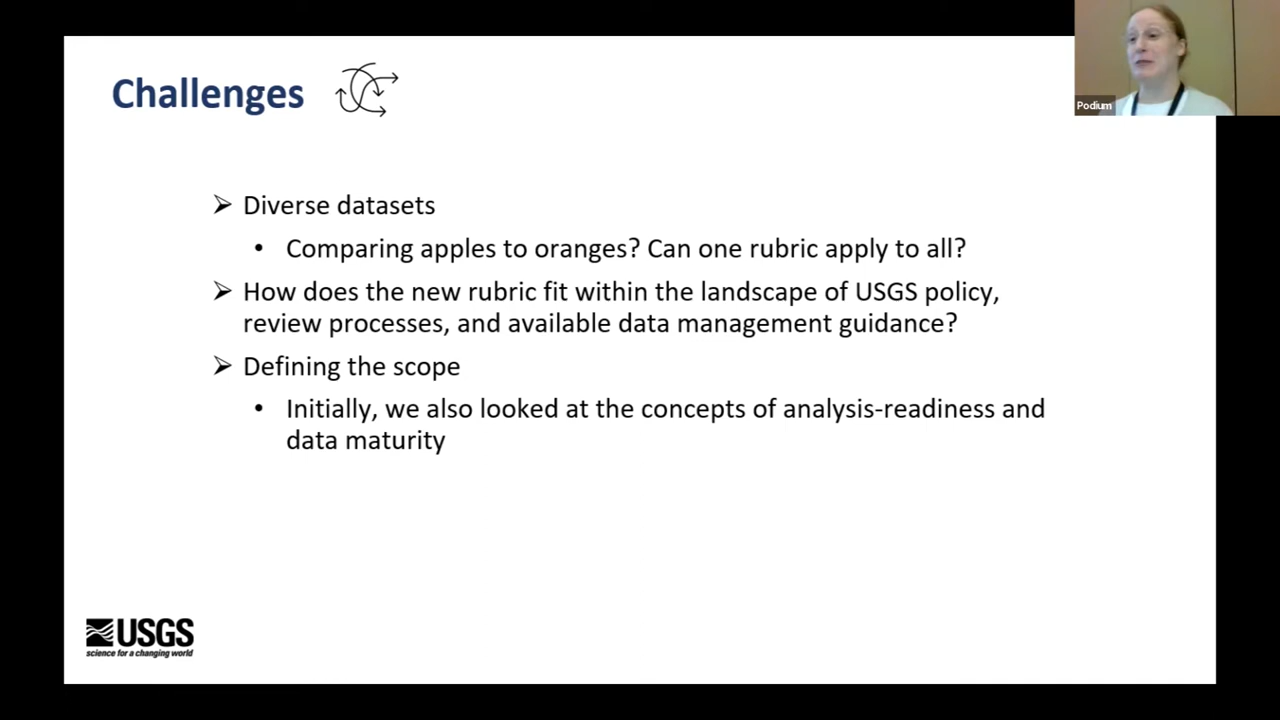 Challenges
Podium
➢ Diverse datasets
• Comparing apples to oranges? Can one rubric apply to all?
➢ How does the new rubric fit within the landscape of USGS policy,
review processes, and available data management guidance?
➢ Defining the scope
• Initially, we also looked at the concepts of analysis-readiness and
data maturity
USGS
science for a changing world